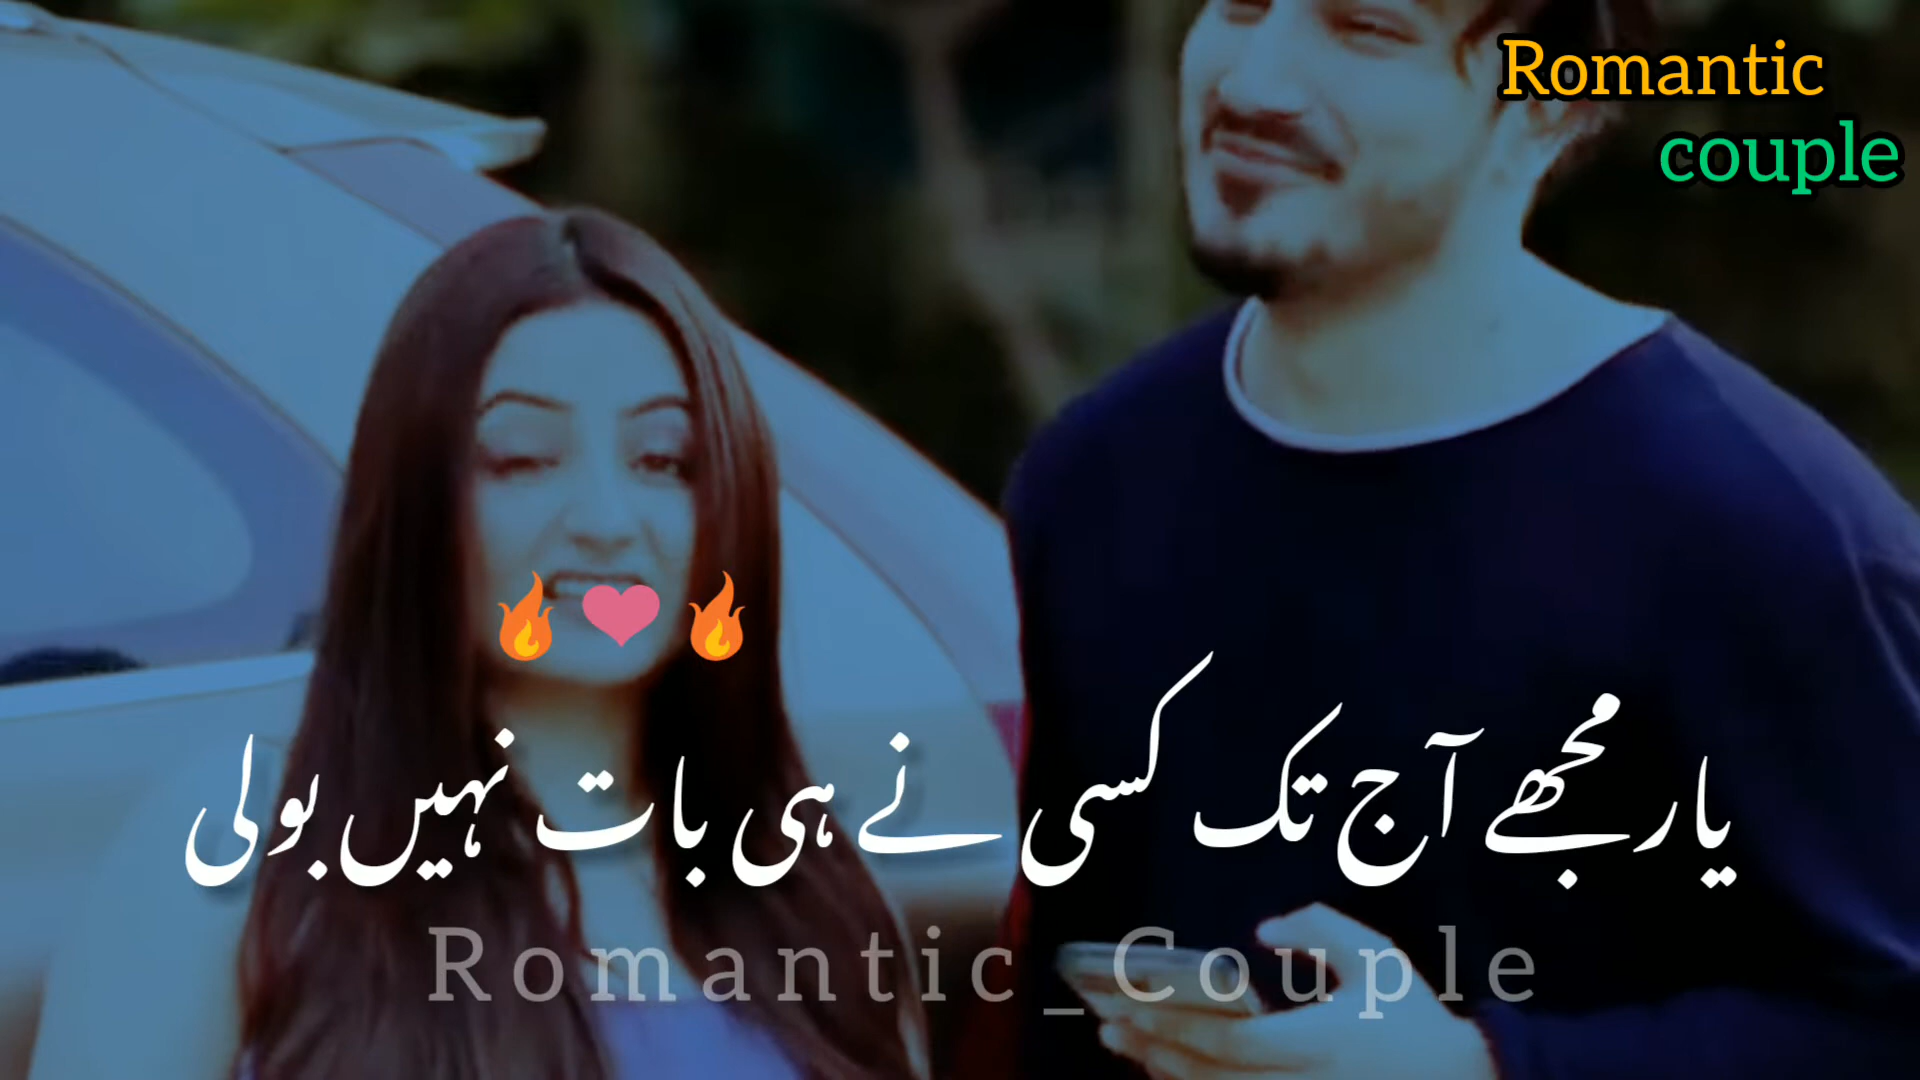 Romantic
couple
🔥❤🔥
یار مجھے آج تک کسی نے ہی بات نہیں بولی
Romantic_Couple